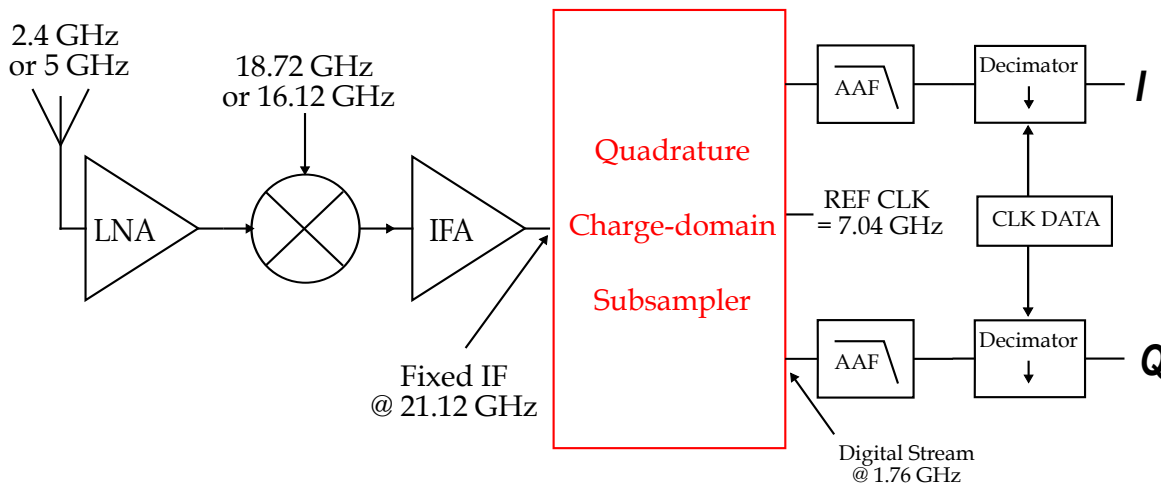 2.4 GHz
or 5 GHz
18.72 GHz
or 16.12 GHz
LNA
IFA
Fixed IF
@ 21.12 GHz
Quadrature
Charge-domain
Subsampler
AAF
Decimator
I
REF CLK
= 7.04 GHz
CLK DATA
AAF
Decimator
Q
Digital Stream
@ 1.76 GHz